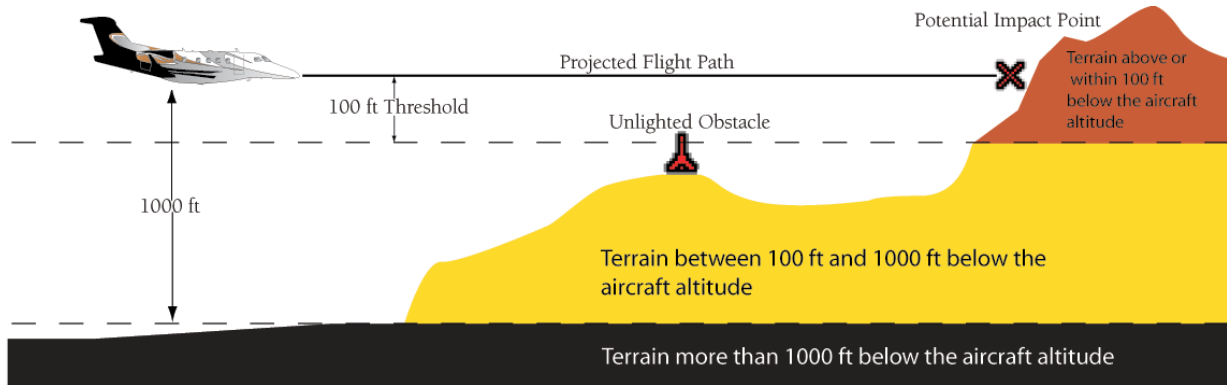 Potential Impact Point
Projected Flight Path
Terrain above or
within 100 ft
below the aircraft
altitude
100 ft Threshold
Unlighted Obstacle
1000 ft
Terrain between 100 ft and 1000 ft below the
aircraft altitude
Terrain more than 1000 ft below the aircraft altitude